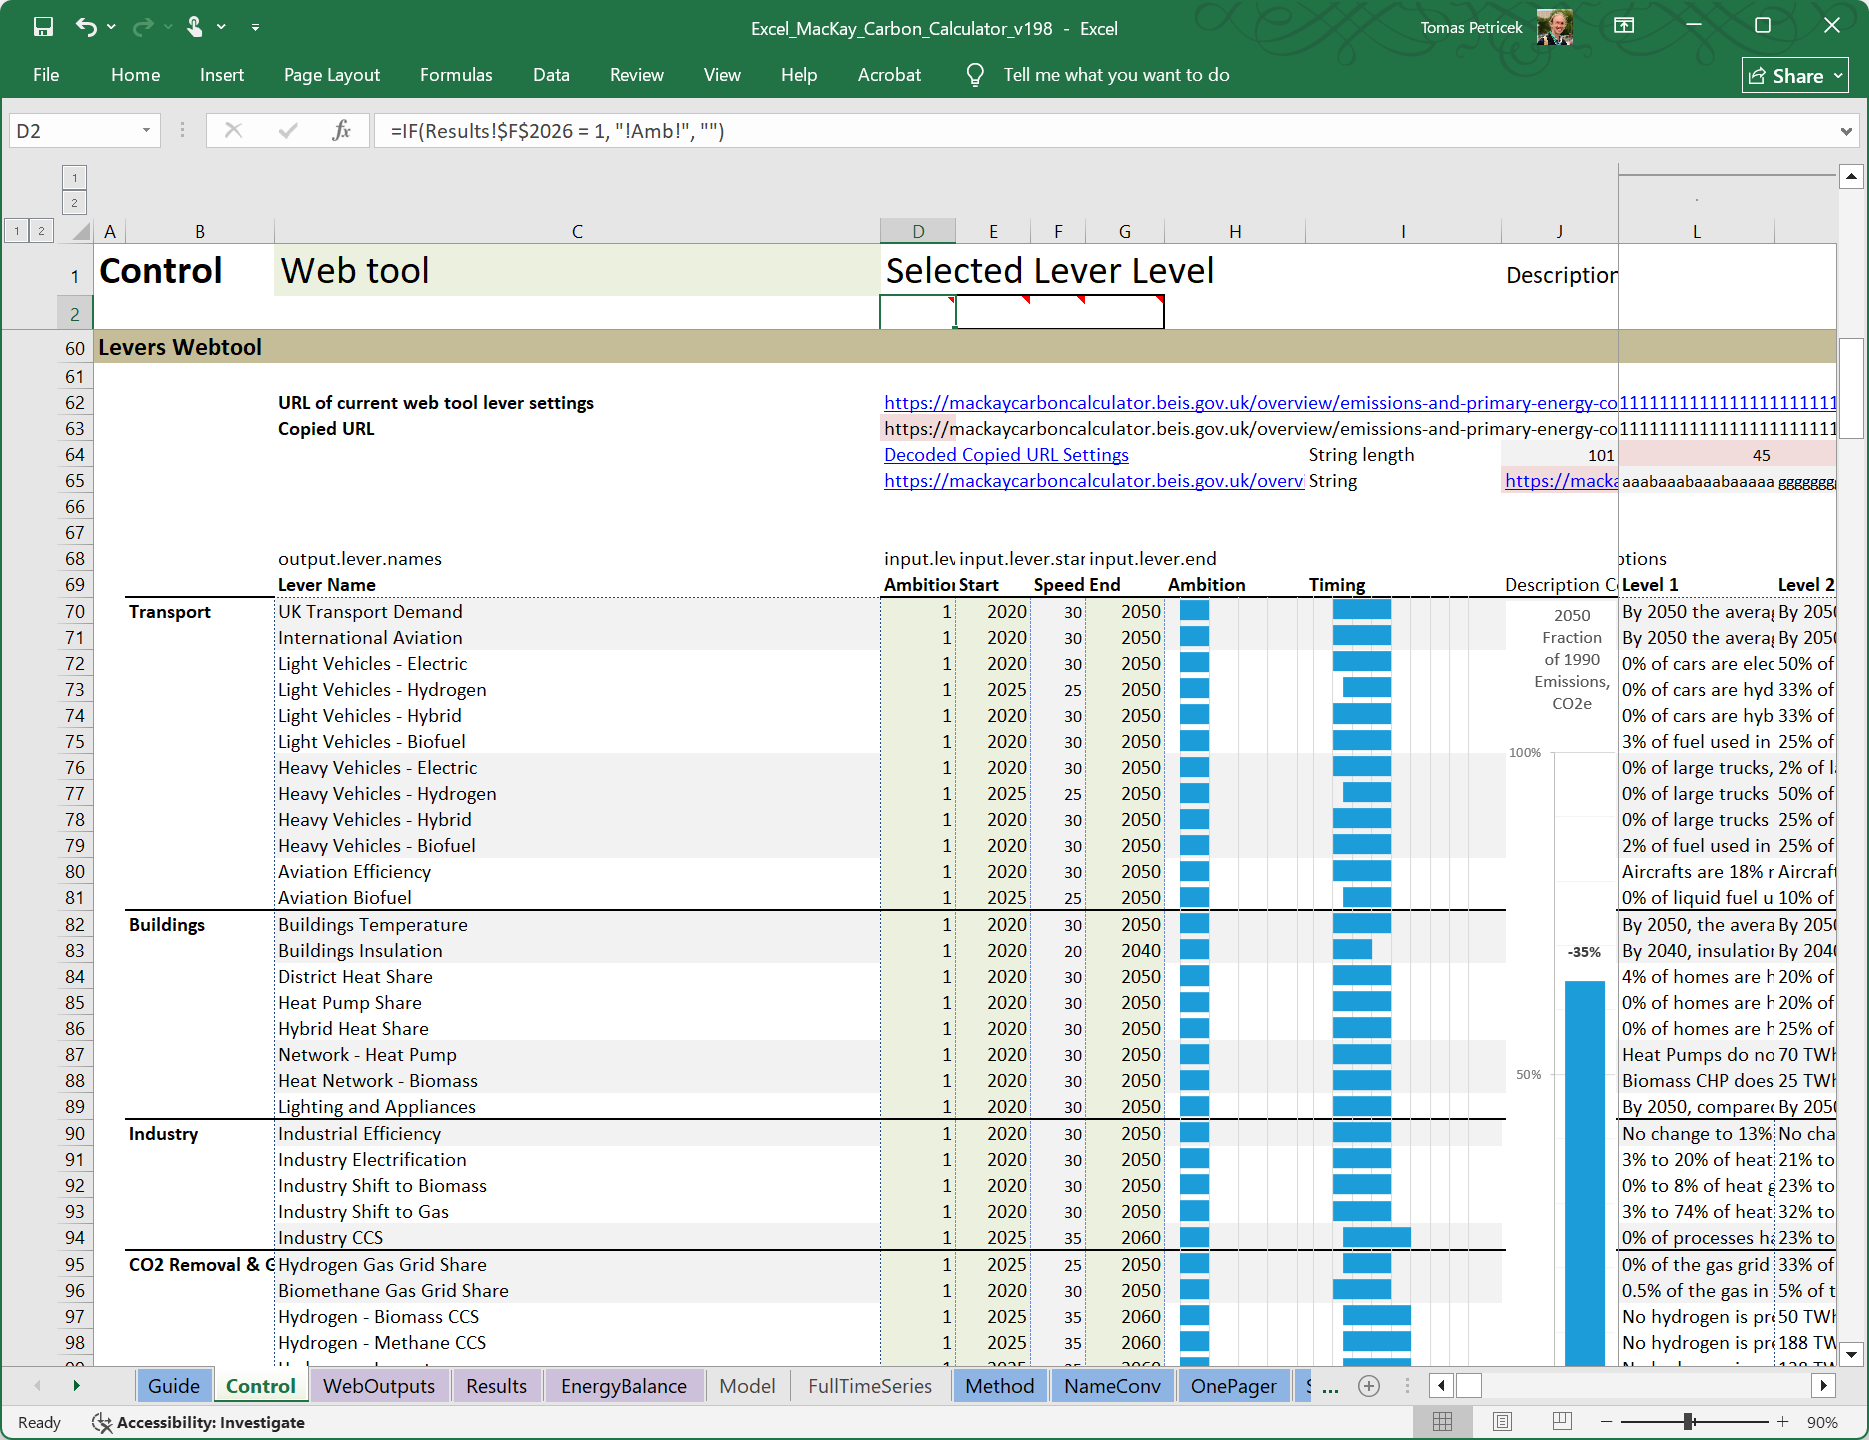 Excel_MacKay_Carbon_Calculator_v198 - Excel
Tomas Petricek
File Home Insert Page Layout Formulas Data Review View Help Acrobat Tell me what you want to do Share
D2 fx =IF(Results!$F$2026 = 1, "!Amb!", "")
1
2
1 2 A B C D E F G H I J L
1 Control Web tool Selected Lever Level Description
2
60 Levers Webtool
61
62 URL of current web tool lever settings https://mackaycarboncalculator.beis.gov.uk/overview/emissions-and-primary-energy-co
63 Copied URL https://mackaycarboncalculator.beis.gov.uk/overview/emissions-and-primary-energy-co
64 Decoded Copied URL Settings String length 101 45
65 https://mackaycarboncalculator.beis.gov.uk/overv String https://macka aaabaaabaaabaaaaa
66
67
68 output.lever.names input.lev input.lever.star input.lever.end ptions
69 Lever Name Ambitio Start Speed End Ambition Timing Description C Level 1 Level 2
70 Transport UK Transport Demand 1 2020 30 2050 By 2050 the avera By 205
71 International Aviation 1 2020 30 2050 By 2050 the avera By 205
72 Light Vehicles - Electric 1 2020 30 2050 0% of cars are elec 50% of
73 Light Vehicles - Hydrogen 1 2025 25 2050 0% of cars are hyd 33% of
74 Light Vehicles - Hybrid 1 2020 30 2050 0% of cars are hyb 33% of
75 Light Vehicles - Biofuel 1 2020 30 2050 3% of fuel used in 25% of
76 Heavy Vehicles - Electric 1 2020 30 2050 0% of large trucks, 2% of
77 Heavy Vehicles - Hydrogen 1 2025 25 2050 0% of large trucks 50% of
78 Heavy Vehicles - Hybrid 1 2020 30 2050 0% of large trucks 25% of
79 Heavy Vehicles - Biofuel 1 2020 30 2050 2% of fuel used in 25% of
80 Aviation Efficiency 1 2020 30 2050 Aircrafts are 18% Aircraft
81 Aviation Biofuel 1 2025 25 2050 0% of liquid fuel u 10% of
2050
Fraction
of 1990
Emissions,
CO2e
100%
-35%
50%
82 Buildings Buildings Temperature 1 2020 30 2050 By 2050, the avera By 205
83 Buildings Insulation 1 2020 20 2040 By 2040, insulation By 204
84 District Heat Share 1 2020 30 2050 4% of homes are h 20% of
85 Heat Pump Share 1 2020 30 2050 0% of homes are h 20% of
86 Hybrid Heat Share 1 2020 30 2050 0% of homes are h 25% of
87 Network - Heat Pump 1 2020 30 2050 Heat Pumps do no 70 TWh
88 Heat Network - Biomass 1 2020 30 2050 Biomass CHP does 25 TWh
89 Lighting and Appliances 1 2020 30 2050 By 2050, compared By 205
90 Industry Industrial Efficiency 1 2020 30 2050 No change to 13% No cha
91 Industry Electrification 1 2020 30 2050 3% to 20% of heat 21% to
92 Industry Shift to Biomass 1 2020 30 2050 0% to 8% of heat 23% to
93 Industry Shift to Gas 1 2020 30 2050 3% to 74% of heat 32% to
94 Industry CCS 1 2025 35 2060 0% of processes ha 23% to
95 CO2 Removal & G Hydrogen Gas Grid Share 1 2025 25 2050 0% of the gas grid 33% of
96 Biomethane Gas Grid Share 1 2020 30 2050 0.5% of the gas in 5% of t
97 Hydrogen - Biomass CCS 1 2025 35 2060 No hydrogen is pr 50 TWh
98 Hydrogen - Methane CCS 1 2025 35 2060 No hydrogen is pr 188 TW
Guide Control WebOutputs Results EnergyBalance Model FullTimeSeries Method NameConv OnePager ...
Ready Accessibility: Investigate 90%